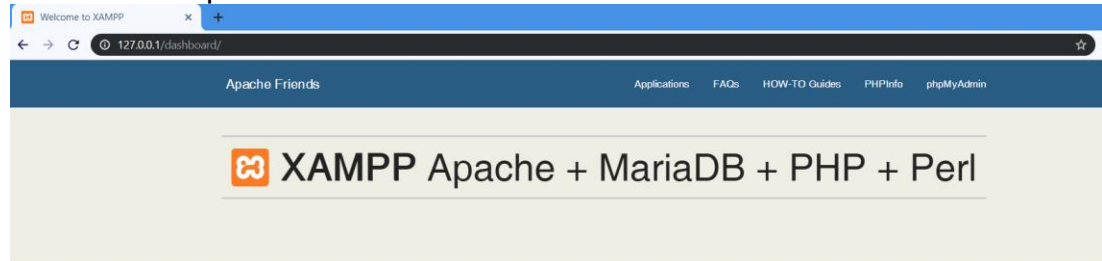 Welcome to XAMPP
127.0.0.1/dashboard/
Apache Friends Applications FAQs HOW-TO Guides PHPInfo phpMyAdmin
XAMPP Apache + MariaDB + PHP + Perl